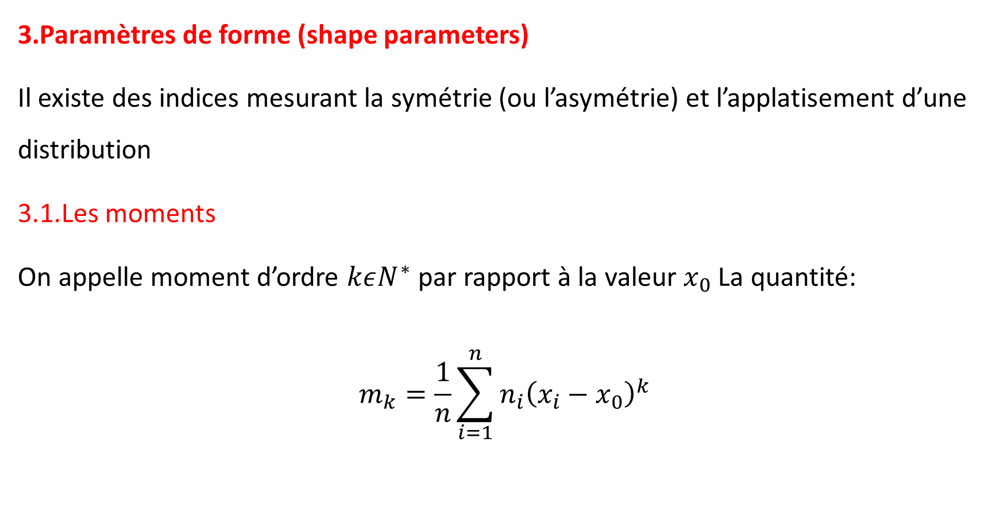 3.Paramètres de forme (shape parameters)
Il existe des indices mesurant la symétrie (ou l’asymétrie) et l’applatisement d’une
distribution
3.1.Les moments
On appelle moment d’ordre 𝑘𝜖𝑁* par rapport à la valeur 𝑥₀ La quantité:
$m_k = \frac{1}{n} \sum_{i=1}^{n} n_i (x_i - x_0)^k$